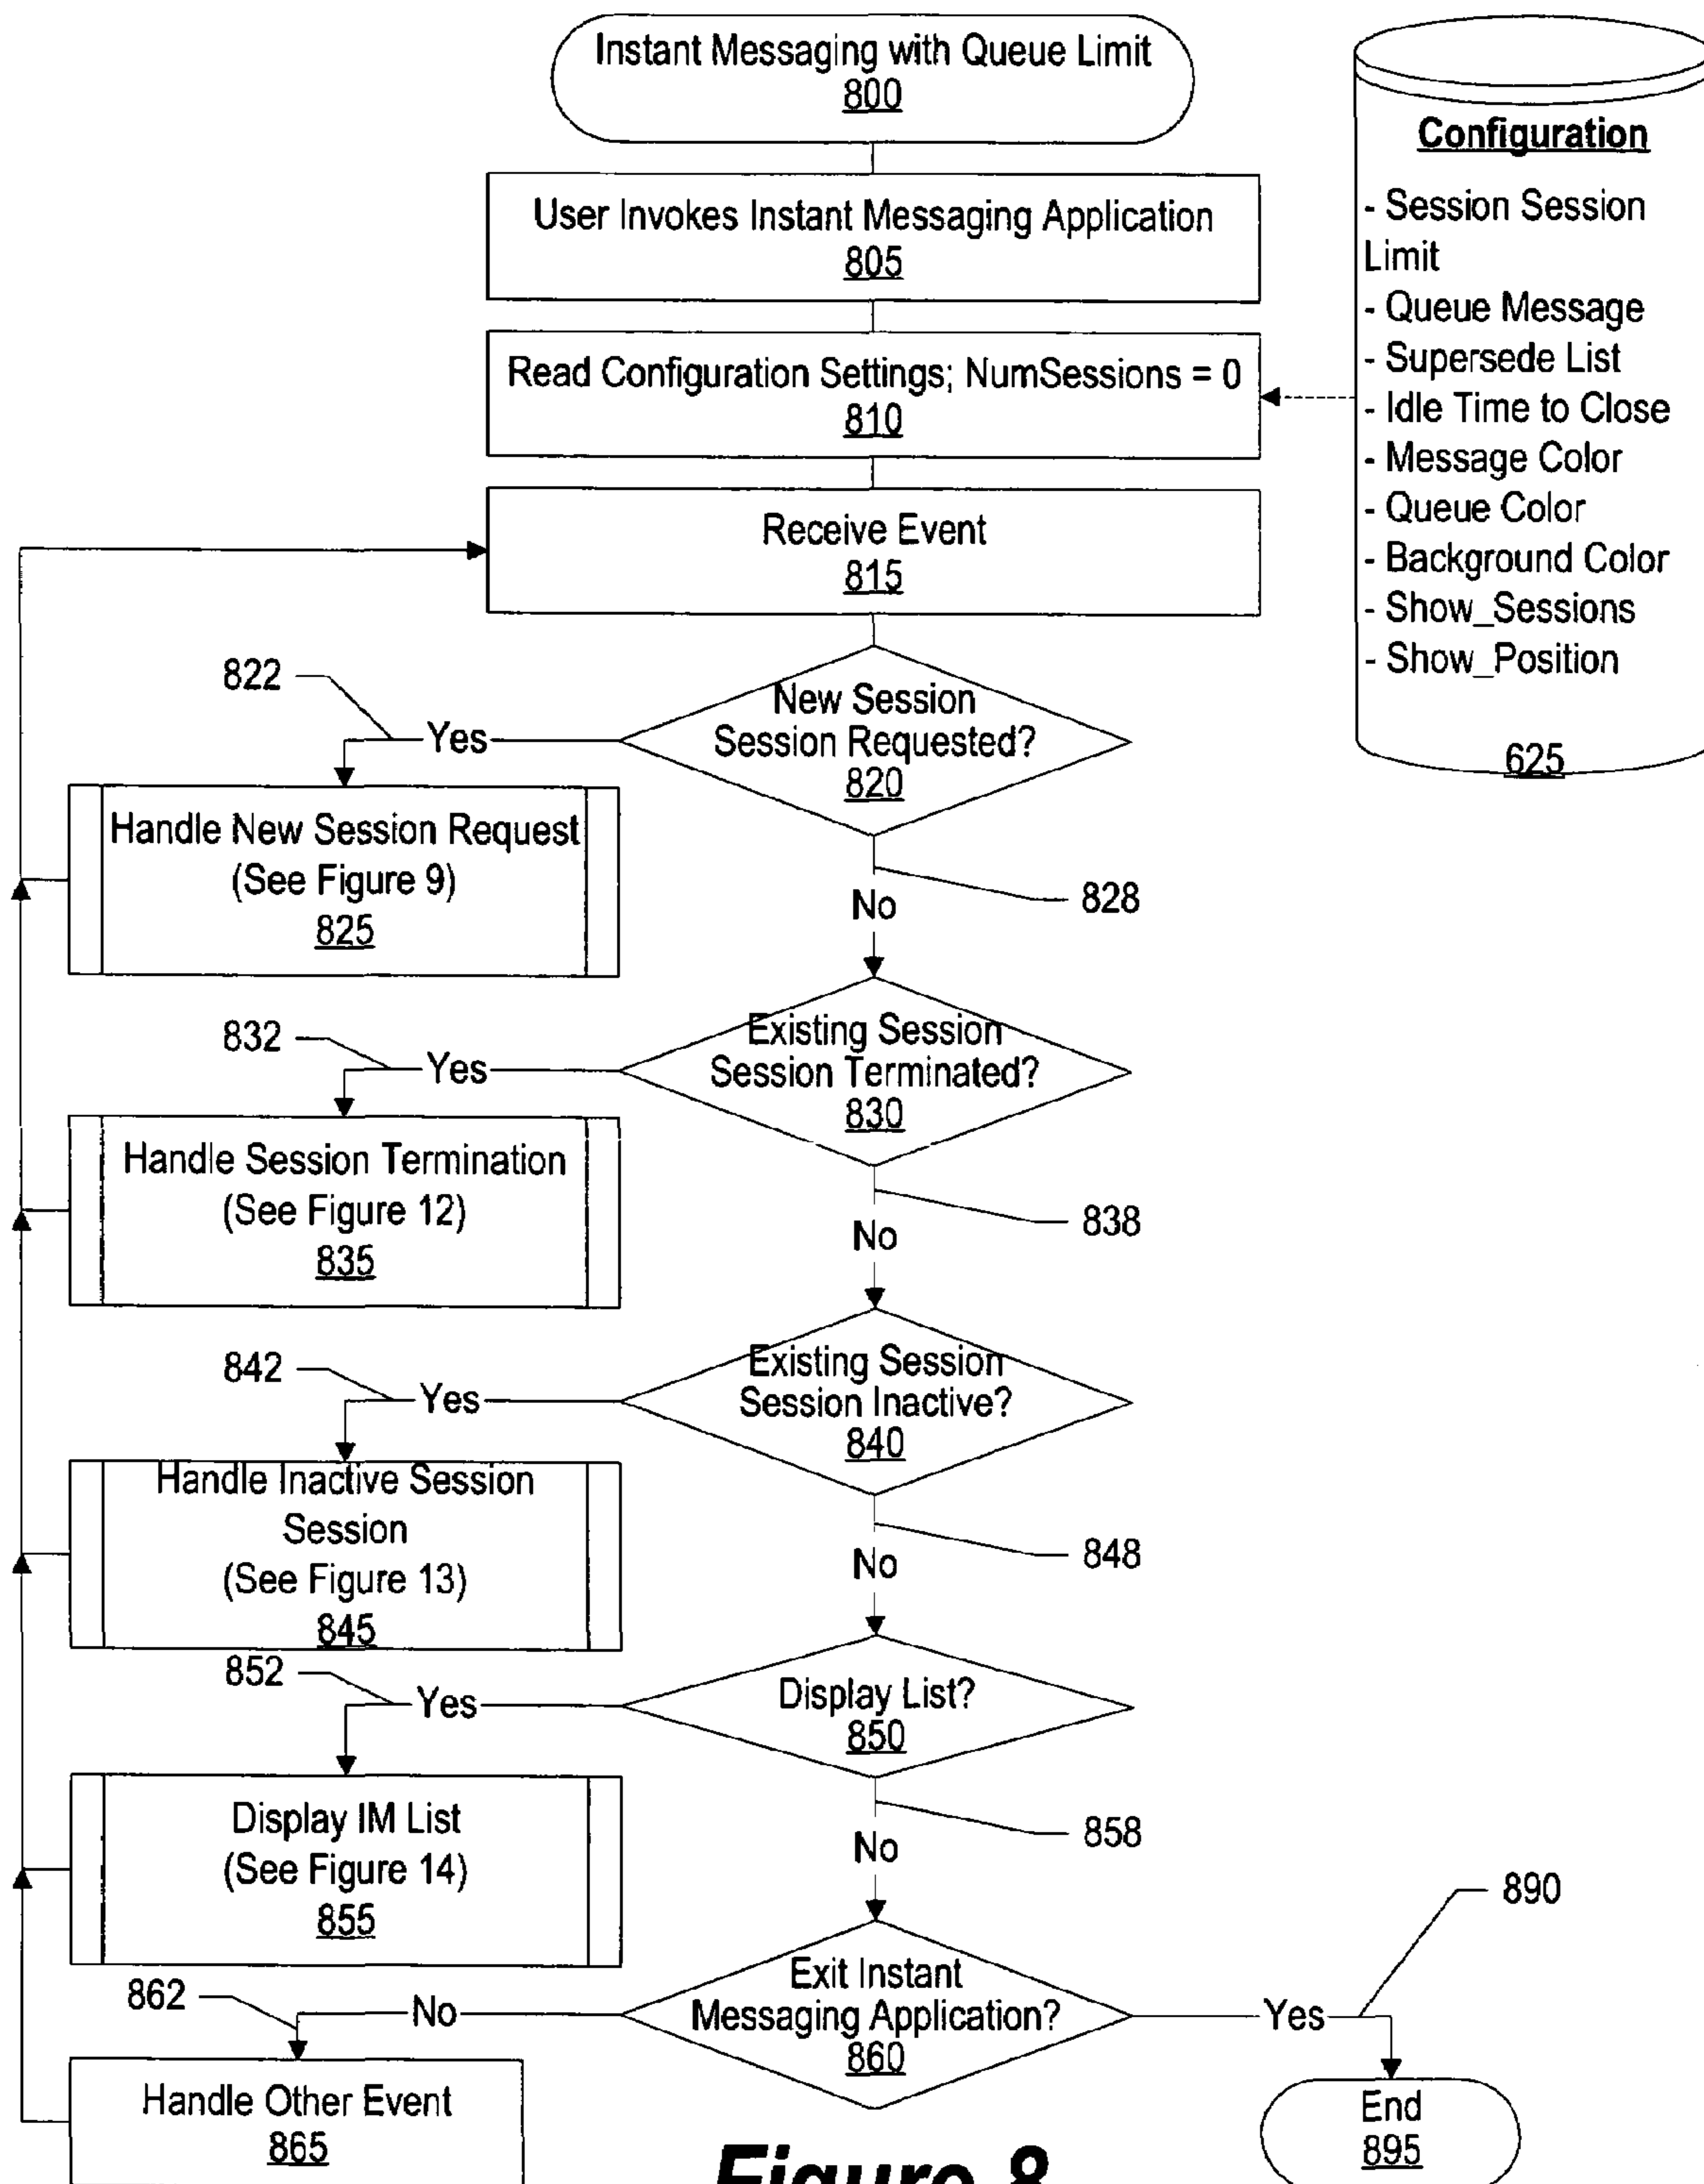 Instant Messaging with Queue Limit
800
User Invokes Instant Messaging Application
805
Read Configuration Settings; NumSessions = 0
810
Receive Event
815
Configuration
- Session Session
Limit
- Queue Message
- Supersede List
- Idle Time to Close
- Message Color
- Queue Color
- Background Color
- Show_Sessions
- Show_Position
625
New Session
Session Requested?
820
822
Yes
Handle New Session Request
(See Figure 9)
825
828
No
Existing Session
Session Terminated?
830
832
Yes
Handle Session Termination
(See Figure 12)
835
838
No
Existing Session
Session Inactive?
840
842
Yes
Handle Inactive Session
Session
(See Figure 13)
845
848
No
Display List?
850
852
Yes
Display IM List
(See Figure 14)
855
858
No
Exit Instant
Messaging Application?
860
862
No
Handle Other Event
865
890
Yes
End
895
Figure 8